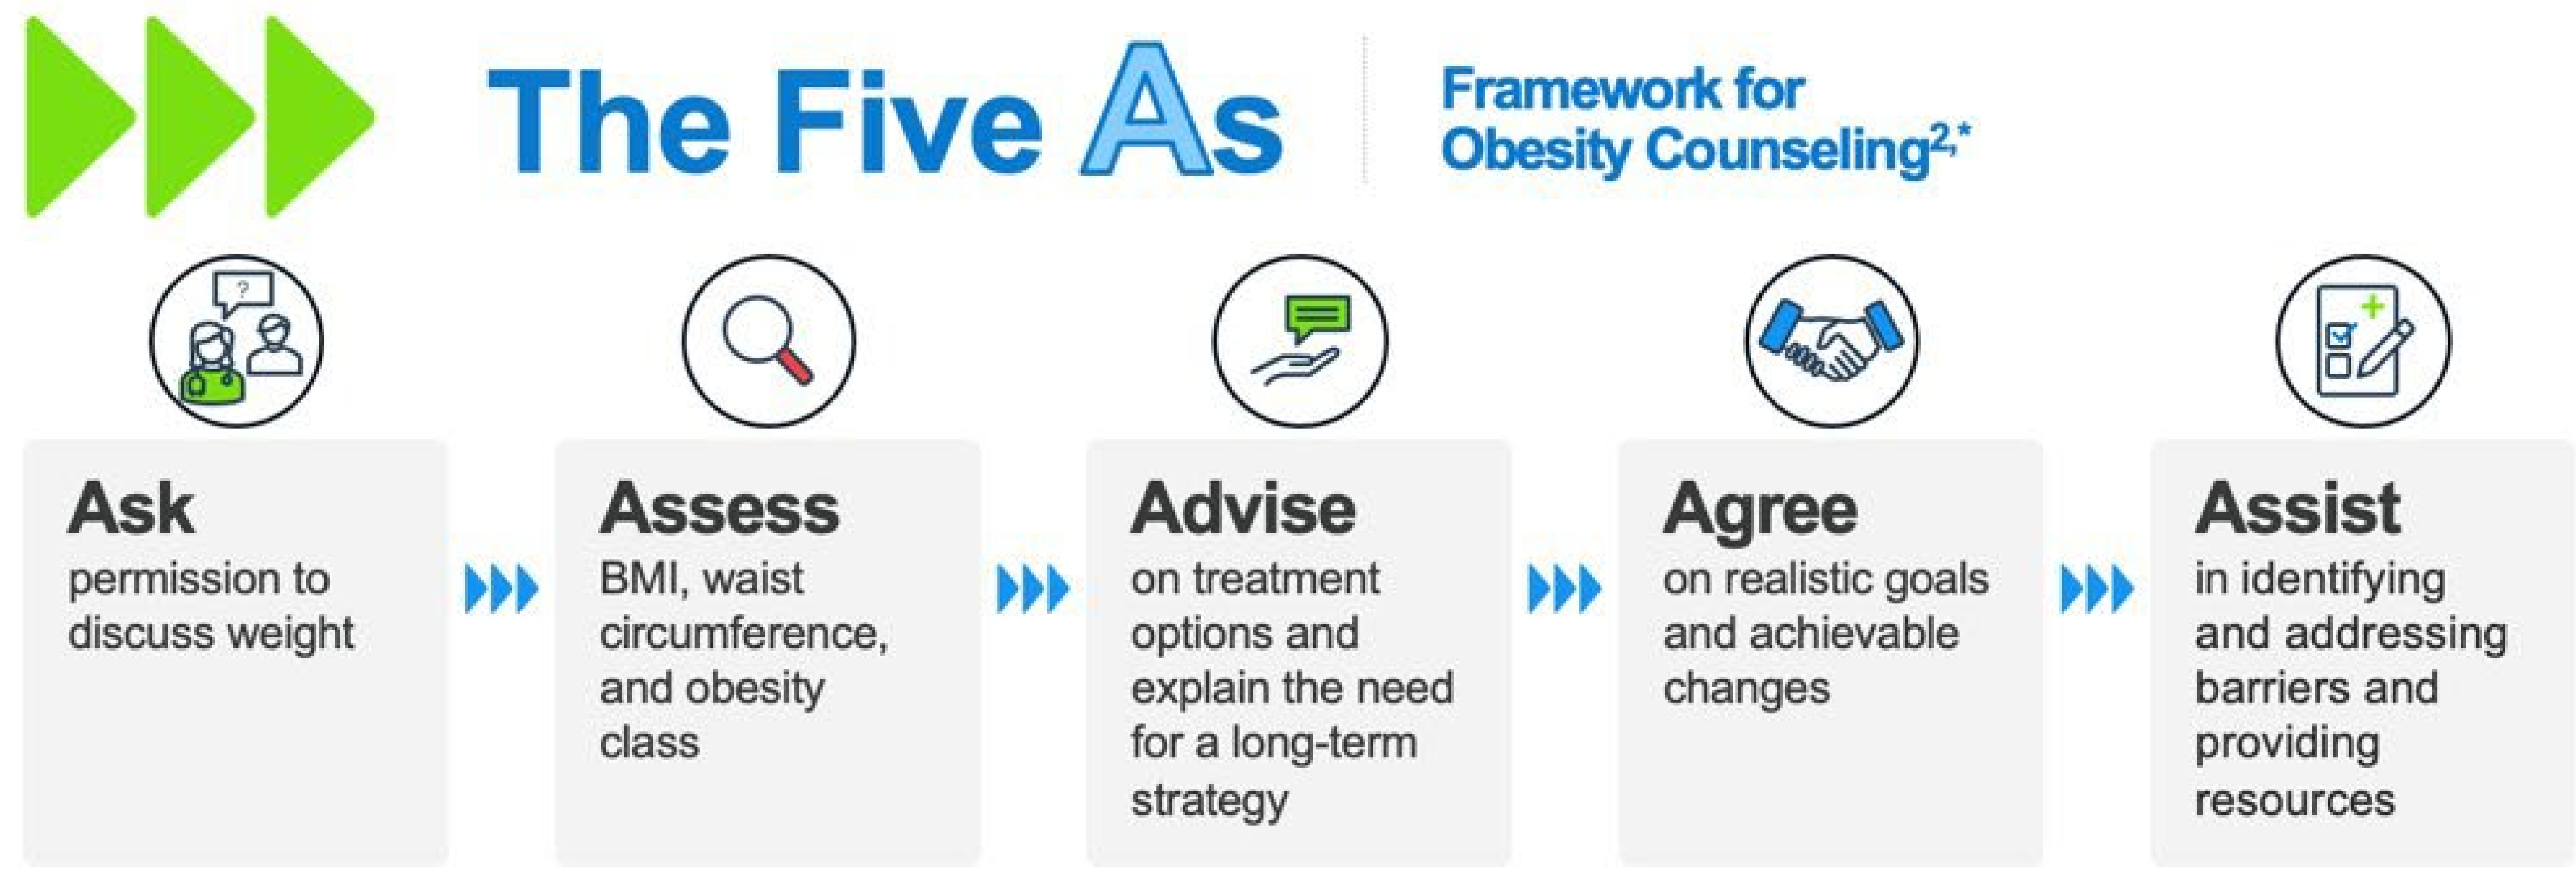 The Five As
Framework for
Obesity Counseling2,*
?
Ask
permission to
discuss weight
Assess
BMI, waist
circumference,
and obesity
class
Advise
on treatment
options and
explain the need
for a long-term
strategy
Agree
on realistic goals
and achievable
changes
Assist
in identifying
and addressing
barriers and
providing
resources